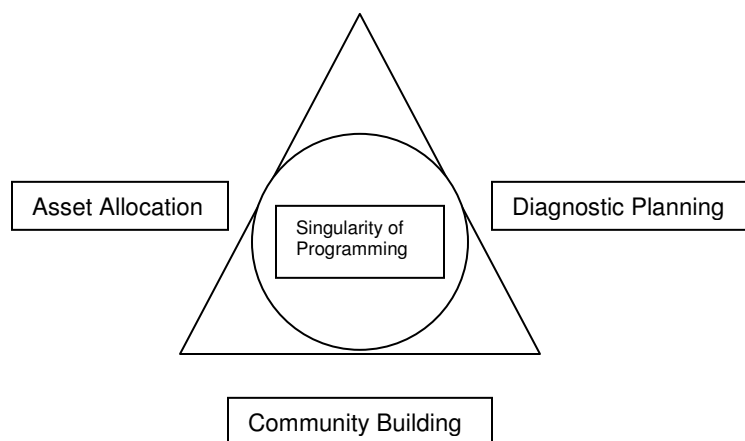 Asset Allocation
Diagnostic Planning
Singularity of
Programming
Community Building